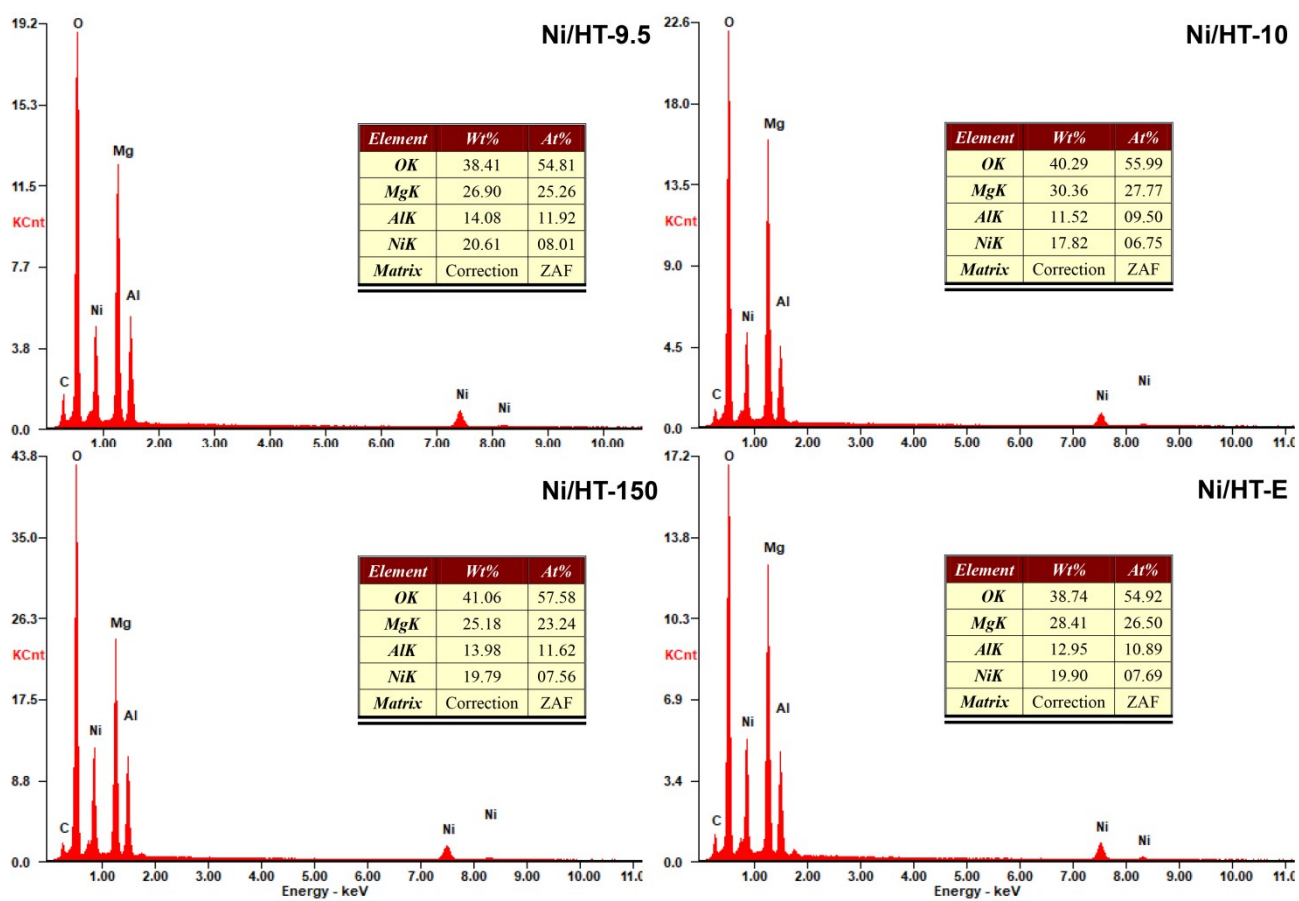 Ni/HT-9.5
19.2
15.3
11.5
KCnt
7.7
3.8
0.0
C
O
Ni
Mg
Al
Ni
Ni
Element Wt% At%
OK 38.41 54.81
MgK 26.90 25.26
AlK 14.08 11.92
NiK 20.61 08.01
Matrix Correction ZAF
1.00 2.00 3.00 4.00 5.00 6.00 7.00 8.00 9.00 10.00
Ni/HT-10
22.6
18.0
13.5
KCnt
9.0
4.5
0.0
C
O
Ni
Mg
Al
Ni
Ni
Element Wt% At%
OK 40.29 55.99
MgK 30.36 27.77
AlK 11.52 09.50
NiK 17.82 06.75
Matrix Correction ZAF
1.00 2.00 3.00 4.00 5.00 6.00 7.00 8.00 9.00 10.00 11.0
Ni/HT-150
43.8
35.0
26.3
KCnt
17.5
8.8
0.0
C
O
Ni
Mg
Al
Ni
Ni
Element Wt% At%
OK 41.06 57.58
MgK 25.18 23.24
AlK 13.98 11.62
NiK 19.79 07.56
Matrix Correction ZAF
1.00 2.00 3.00 4.00 5.00 6.00 7.00 8.00 9.00 10.00 11.0
Energy - keV
Ni/HT-E
17.2
13.8
10.3
KCnt
6.9
3.4
0.0
C
O
Ni
Mg
Al
Ni
Ni
Element Wt% At%
OK 38.74 54.92
MgK 28.41 26.50
AlK 12.95 10.89
NiK 19.90 07.69
Matrix Correction ZAF
1.00 2.00 3.00 4.00 5.00 6.00 7.00 8.00 9.00 10.00 11.0
Energy - keV